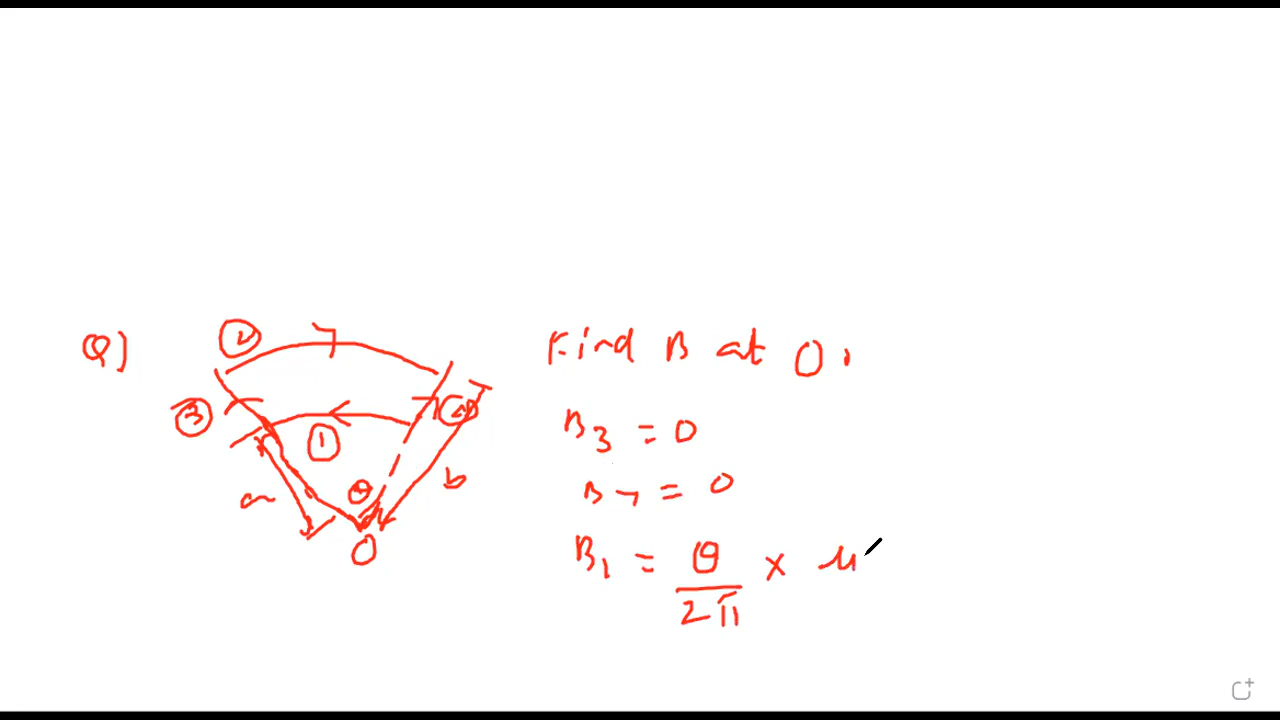 Q) Find B at O.
②
③ ④
①
a θ b
O
B₃ = 0
B₄ = 0
B₁ = θ/2π × μ